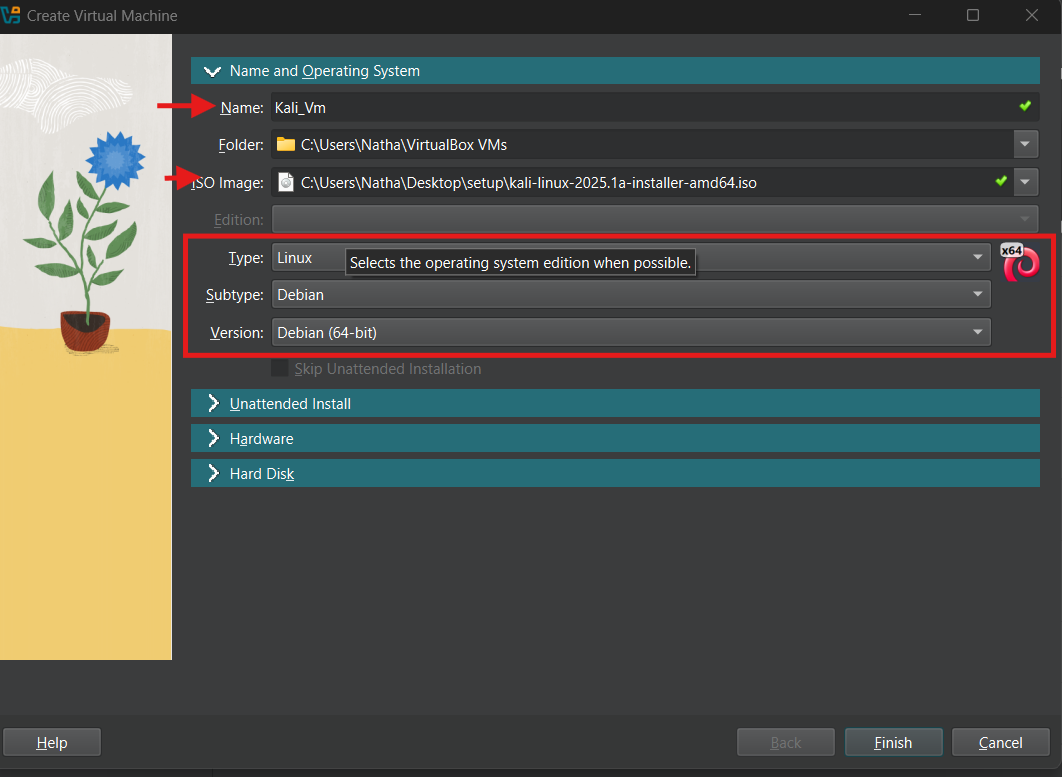 Create Virtual Machine
Name and Operating System
Name: Kali_Vm
Folder: C:\Users\Natha\VirtualBox VMs
ISO Image: C:\Users\Natha\Desktop\setup\kali-linux-2025.1a-installer-amd64.iso
Edition:
Type: Linux
x64
Selects the operating system edition when possible.
Subtype: Debian
Version: Debian (64-bit)
Skip Unattended Installation
Unattended Install
Hardware
Hard Disk
Help Back Finish Cancel